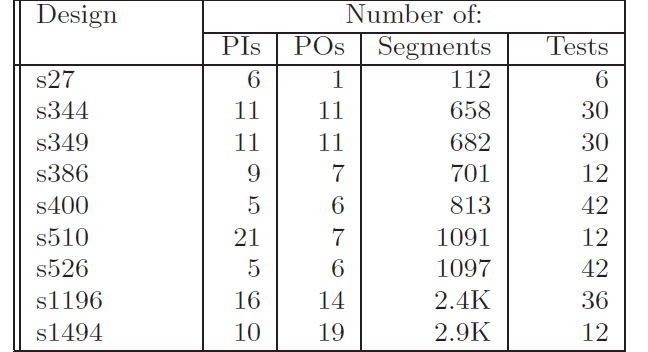 Design Number of:
PIs POs Segments Tests
s27 6 1 112 6
s344 11 11 658 30
s349 11 11 682 30
s386 9 7 701 12
s400 5 6 813 42
s510 21 7 1091 12
s526 5 6 1097 42
s1196 16 14 2.4K 36
s1494 10 19 2.9K 12